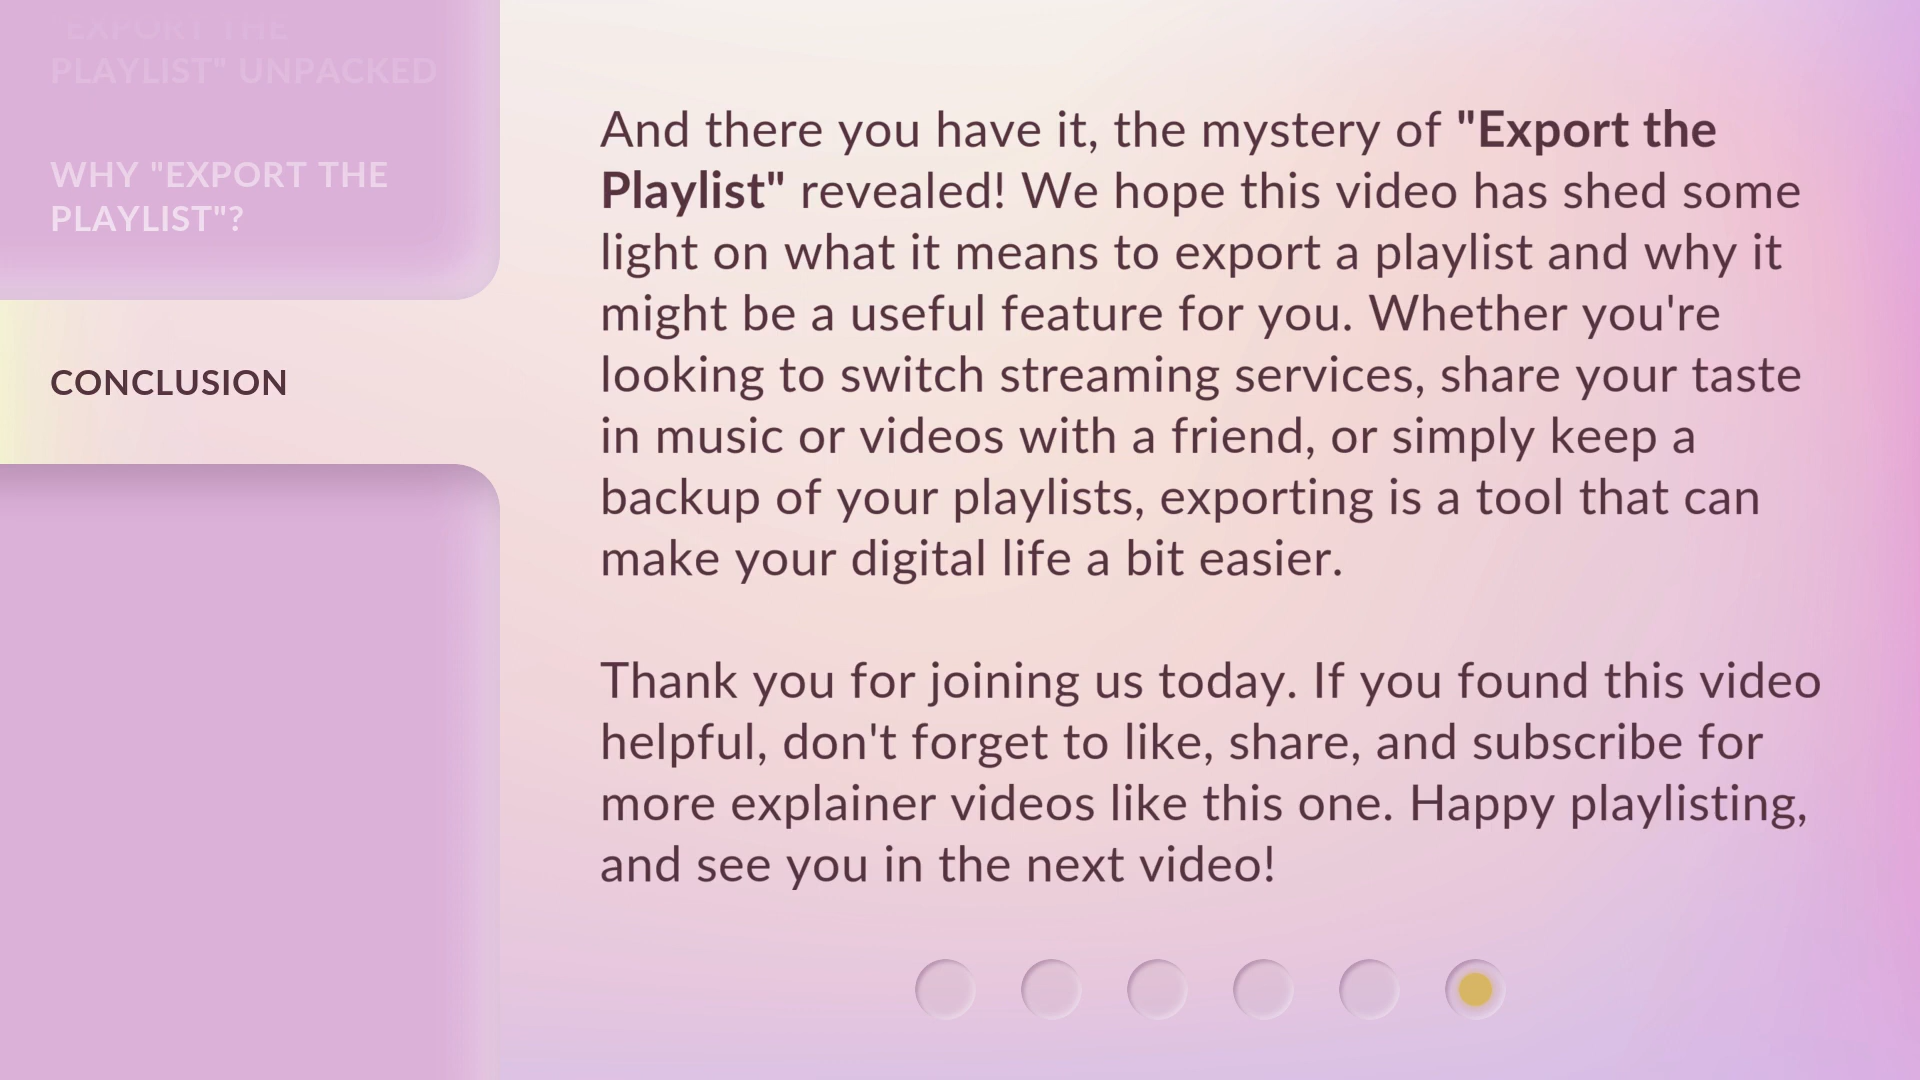 "EXPORT THE
PLAYLIST" UNPACKED
WHY "EXPORT THE
PLAYLIST"?
CONCLUSION
And there you have it, the mystery of "Export the
Playlist" revealed! We hope this video has shed some
light on what it means to export a playlist and why it
might be a useful feature for you. Whether you're
looking to switch streaming services, share your taste
in music or videos with a friend, or simply keep a
backup of your playlists, exporting is a tool that can
make your digital life a bit easier.
Thank you for joining us today. If you found this video
helpful, don't forget to like, share, and subscribe for
more explainer videos like this one. Happy playlisting,
and see you in the next video!